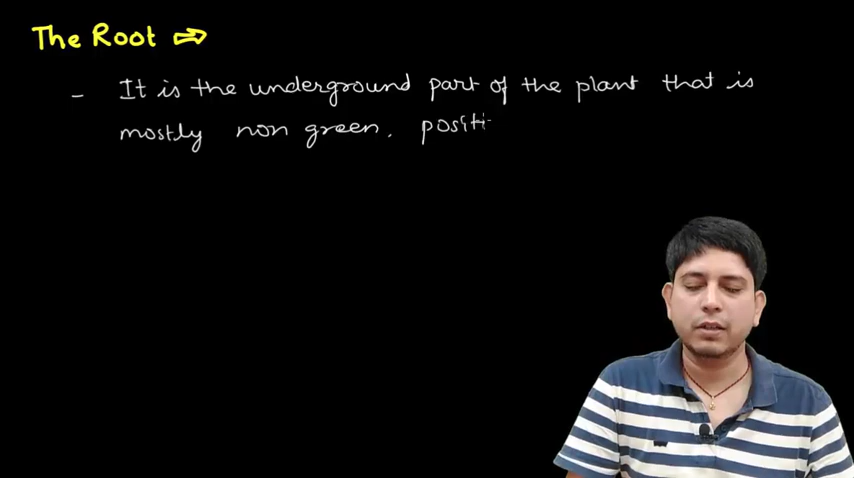 The Root ⇒
- It is the underground part of the plant that is
mostly non green, positi